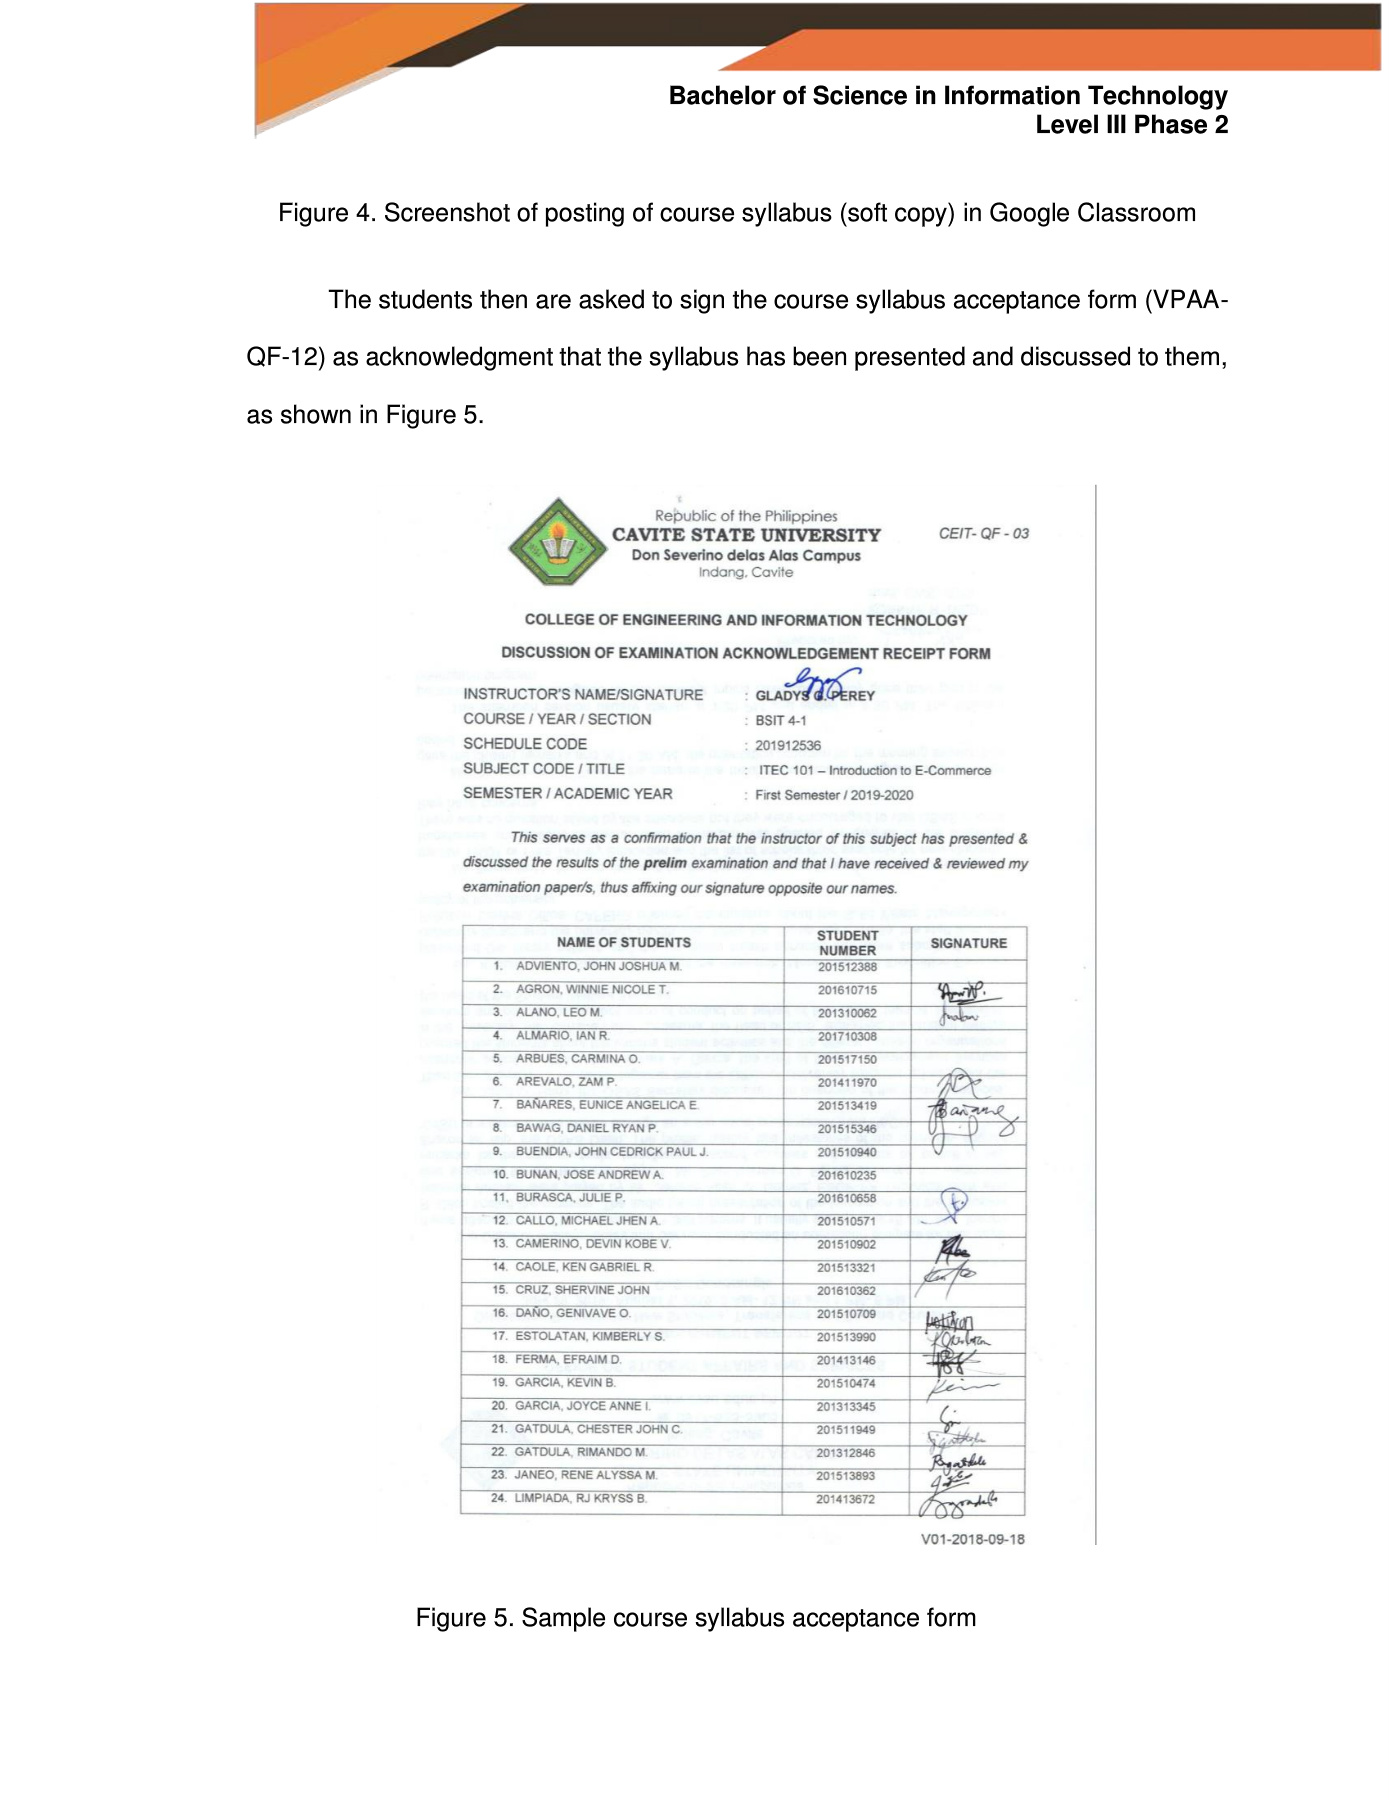 Bachelor of Science in Information Technology
Level III Phase 2
Figure 4. Screenshot of posting of course syllabus (soft copy) in Google Classroom
The students then are asked to sign the course syllabus acceptance form (VPAA-
QF-12) as acknowledgment that the syllabus has been presented and discussed to them,
as shown in Figure 5.
Republic of the Philippines
CAVITE STATE UNIVERSITY
CEIT- QF - 03
Don Severino delas Alas Campus
Indang, Cavite
COLLEGE OF ENGINEERING AND INFORMATION TECHNOLOGY
DISCUSSION OF EXAMINATION ACKNOWLEDGEMENT RECEIPT FORM
INSTRUCTOR'S NAME/SIGNATURE : GLADYS G. PEREY
COURSE / YEAR / SECTION : BSIT 4-1
SCHEDULE CODE : 201912536
SUBJECT CODE / TITLE : ITEC 101 – Introduction to E-Commerce
SEMESTER / ACADEMIC YEAR : First Semester / 2019-2020
This serves as a confirmation that the instructor of this subject has presented &
discussed the results of the prelim examination and that I have received & reviewed my
examination paper/s, thus affixing our signature opposite our names.
NAME OF STUDENTS STUDENT NUMBER SIGNATURE
1. ADVIENTO, JOHN JOSHUA M. 201512388
2. AGRON, WINNIE NICOLE T. 201610715
3. ALANO, LEO M. 201310062
4. ALMARIO, IAN R. 201710308
5. ARBUES, CARMINA O. 201517150
6. AREVALO, ZAM P. 201411970
7. BAÑARES, EUNICE ANGELICA E. 201513419
8. BAWAG, DANIEL RYAN P. 201515346
9. BUENDIA, JOHN CEDRICK PAUL J. 201510940
10. BUNAN, JOSE ANDREW A. 201610235
11, BURASCA, JULIE P. 201610658
12. CALLO, MICHAEL JHEN A. 201510571
13. CAMERINO, DEVIN KOBE V. 201510902
14. CAOLE, KEN GABRIEL R. 201513321
15. CRUZ, SHERVINE JOHN 201610362
16. DAÑO, GENIVAVE O. 201510709
17. ESTOLATAN, KIMBERLY S. 201513990
18. FERMA, EFRAIM D. 201413146
19. GARCIA, KEVIN B. 201510474
20. GARCIA, JOYCE ANNE I. 201313345
21. GATDULA, CHESTER JOHN C. 201511949
22. GATDULA, RIMANDO M. 201312846
23. JANEO, RENE ALYSSA M. 201513893
24. LIMPIADA, RJ KRYSS B. 201413672
V01-2018-09-18
Figure 5. Sample course syllabus acceptance form